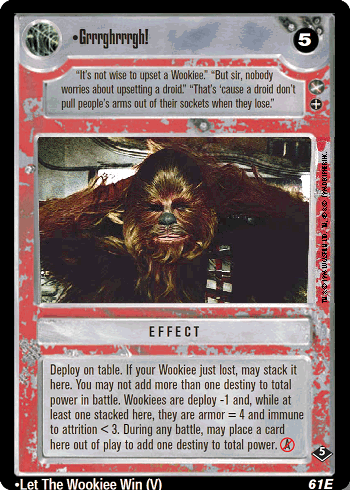 •Grrrghrrrgh!
5
"It's not wise to upset a Wookiee." "But sir, nobody
worries about upsetting a droid." "That's 'cause a droid don't
pull people's arms out of their sockets when they lose."
EFFECT
Deploy on table. If your Wookiee just lost, may stack it
here. You may not add more than one destiny to total
power in battle. Wookiees are deploy -1 and, while at
least one stacked here, they are armor = 4 and immune
to attrition < 3. During any battle, may place a card
here out of play to add one destiny to total power.
5
•Let The Wookiee Win (V)
61E